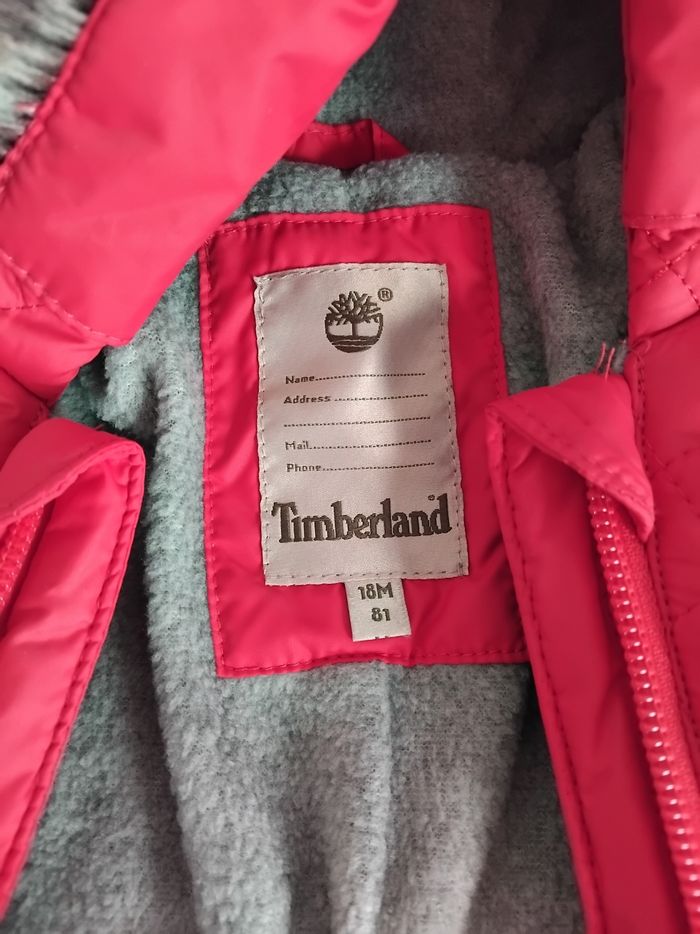 ®
Name
Address
Mail
Phone
Timberland®
18M
81